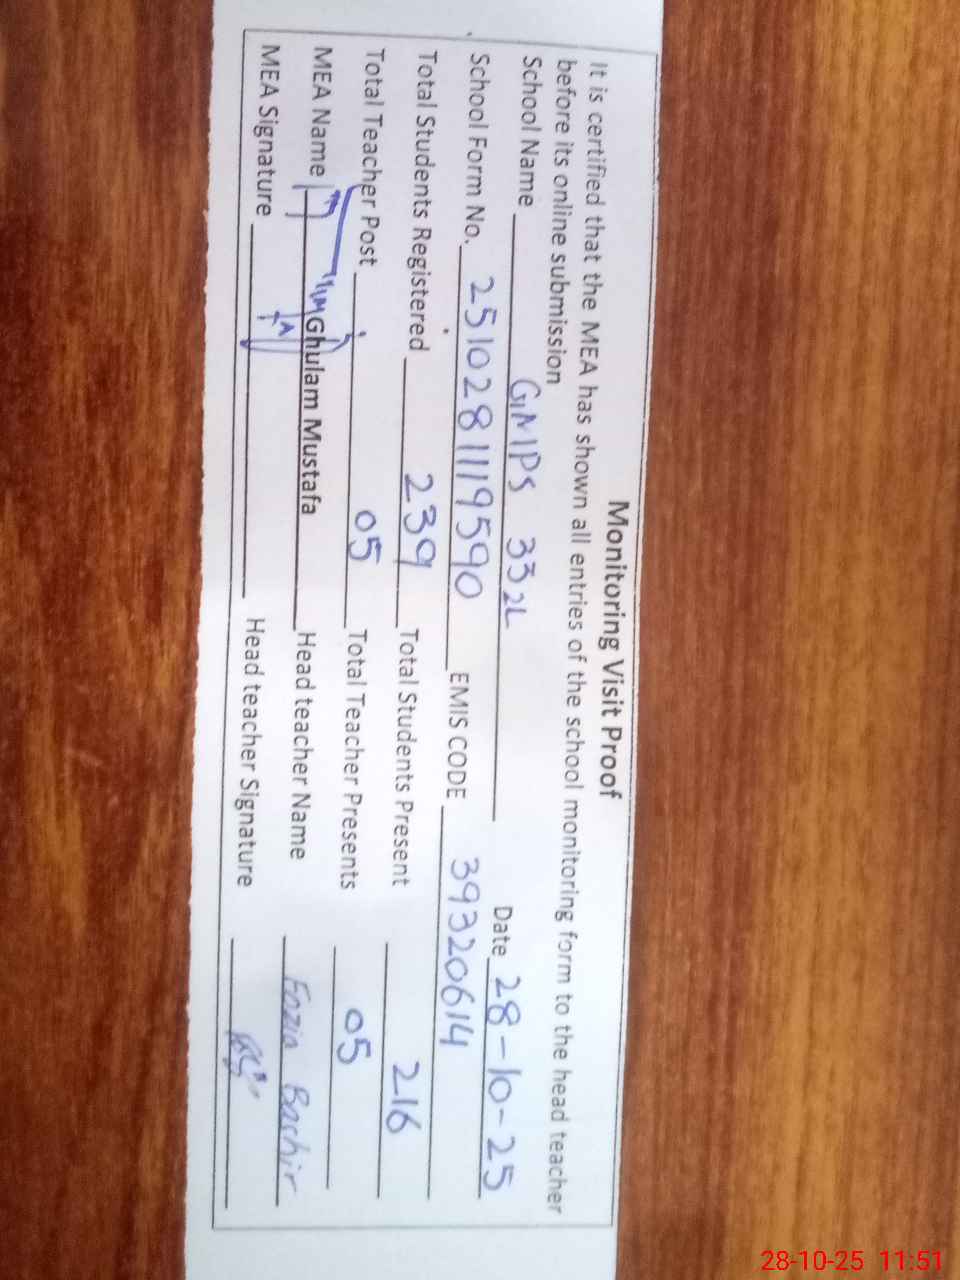 Monitoring Visit Proof
It is certified that the MEA has shown all entries of the school monitoring form to the head teacher
before its online submission
School Name GMPS 332L Date 28-10-25
School Form No. 2510281119590 EMIS CODE 39320614
Total Students Registered 239 Total Students Present 216
Total Teacher Post 05 Total Teacher Presents 05
MEA Name Ghulam Mustafa Head teacher Name Fozia Bashir
MEA Signature Head teacher Signature
28-10-25 11:51